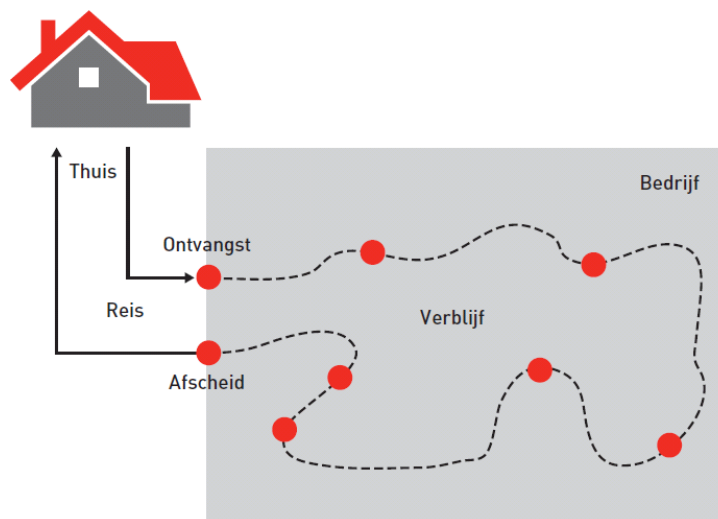 Thuis
Bedrijf
Ontvangst
Reis
Verblijf
Afscheid